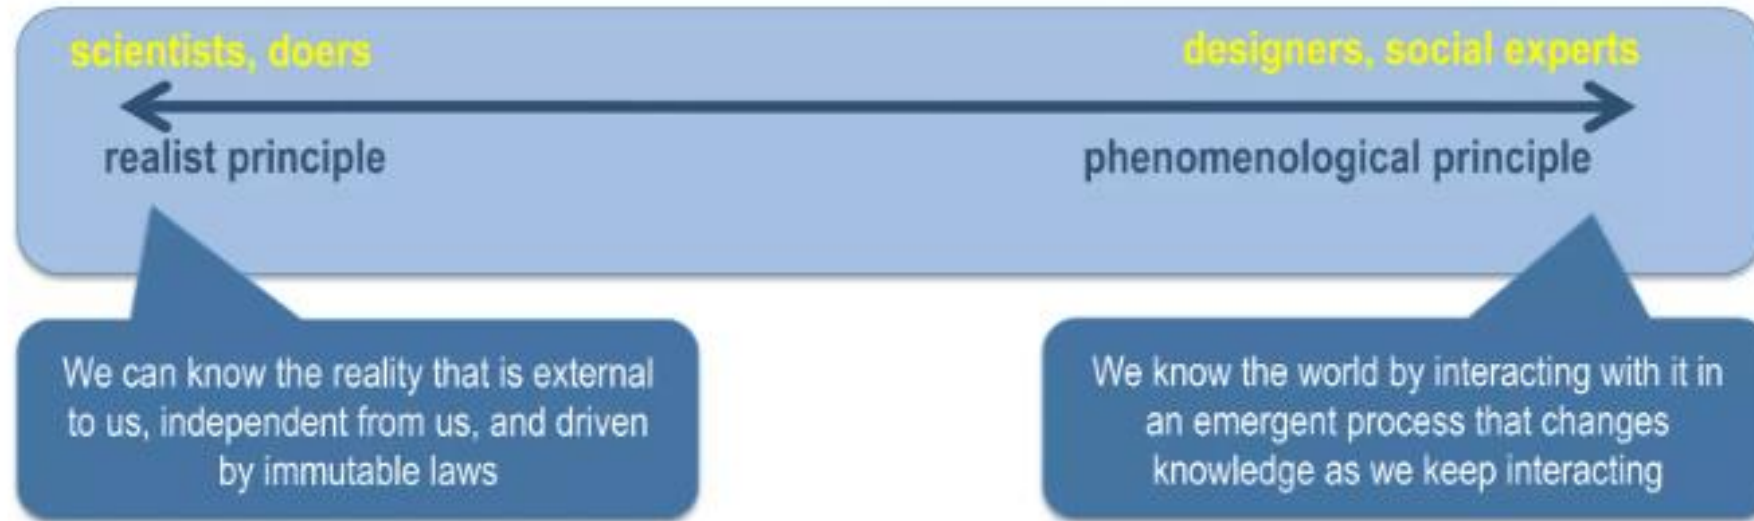 scientists, doers
designers, social experts
realist principle
phenomenological principle
We can know the reality that is external
to us, independent from us, and driven
by immutable laws
We know the world by interacting with it in
an emergent process that changes
knowledge as we keep interacting